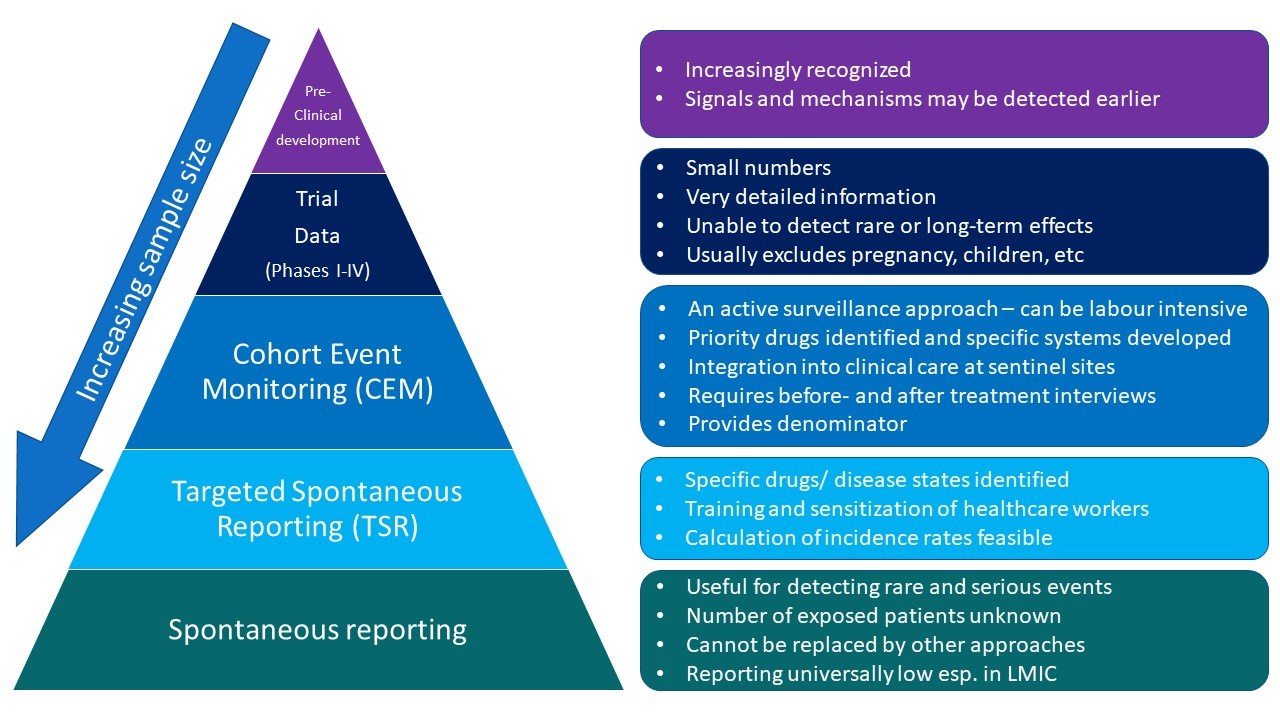 Increasing sample size
Pre-
Clinical
development
• Increasingly recognized
• Signals and mechanisms may be detected earlier
Trial
Data
(Phases I-IV)
• Small numbers
• Very detailed information
• Unable to detect rare or long-term effects
• Usually excludes pregnancy, children, etc
Cohort Event
Monitoring (CEM)
• An active surveillance approach – can be labour intensive
• Priority drugs identified and specific systems developed
• Integration into clinical care at sentinel sites
• Requires before- and after treatment interviews
• Provides denominator
Targeted Spontaneous
Reporting (TSR)
• Specific drugs/ disease states identified
• Training and sensitization of healthcare workers
• Calculation of incidence rates feasible
Spontaneous reporting
• Useful for detecting rare and serious events
• Number of exposed patients unknown
• Cannot be replaced by other approaches
• Reporting universally low esp. in LMIC